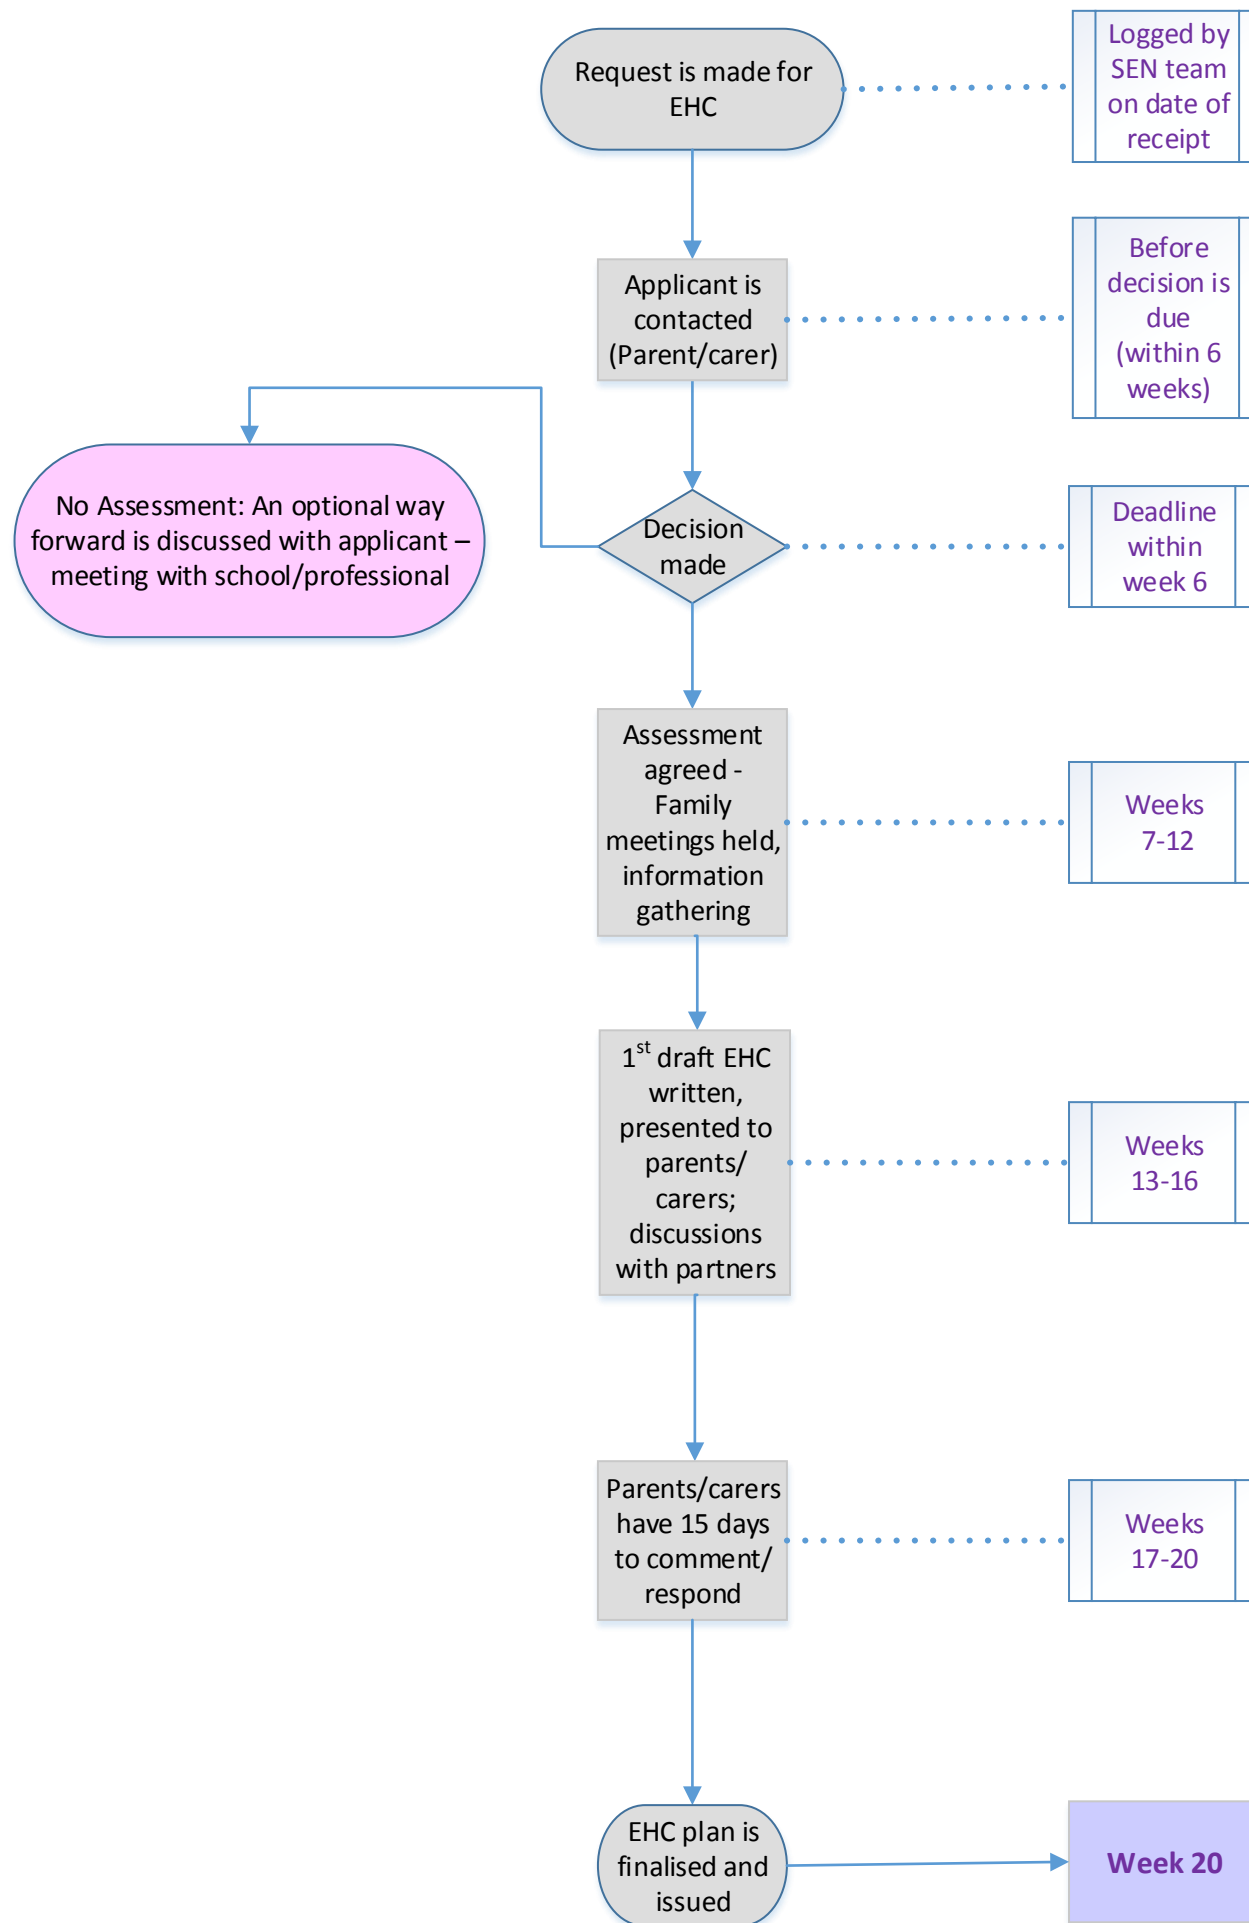 Request is made for
EHC
Logged by
SEN team
on date of
receipt
Applicant is
contacted
(Parent/carer)
Before
decision is
due
(within 6
weeks)
No Assessment: An optional way
forward is discussed with applicant –
meeting with school/professional
Decision
made
Deadline
within
week 6
Assessment
agreed -
Family
meetings held,
information
gathering
Weeks
7-12
1st draft EHC
written,
presented to
parents/
carers;
discussions
with partners
Weeks
13-16
Parents/carers
have 15 days
to comment/
respond
Weeks
17-20
EHC plan is
finalised and
issued
Week 20